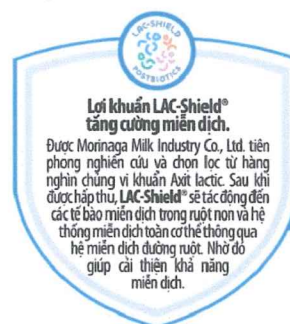 LAC-SHIELD
POSTBIOTICS
Lợi khuẩn LAC-Shield®
tăng cường miễn dịch.
Được Morinaga Milk Industry Co., Ltd. tiên
phong nghiên cứu và chọn lọc từ hàng
nghìn chủng vi khuẩn Axit lactic. Sau khi
được hấp thu, LAC-Shield® sẽ tác động đến
các tế bào miễn dịch trong ruột non và hệ
thống miễn dịch toàn cơ thể thông qua
hệ miễn dịch đường ruột. Nhờ đó
giúp cải thiện khả năng
miễn dịch.